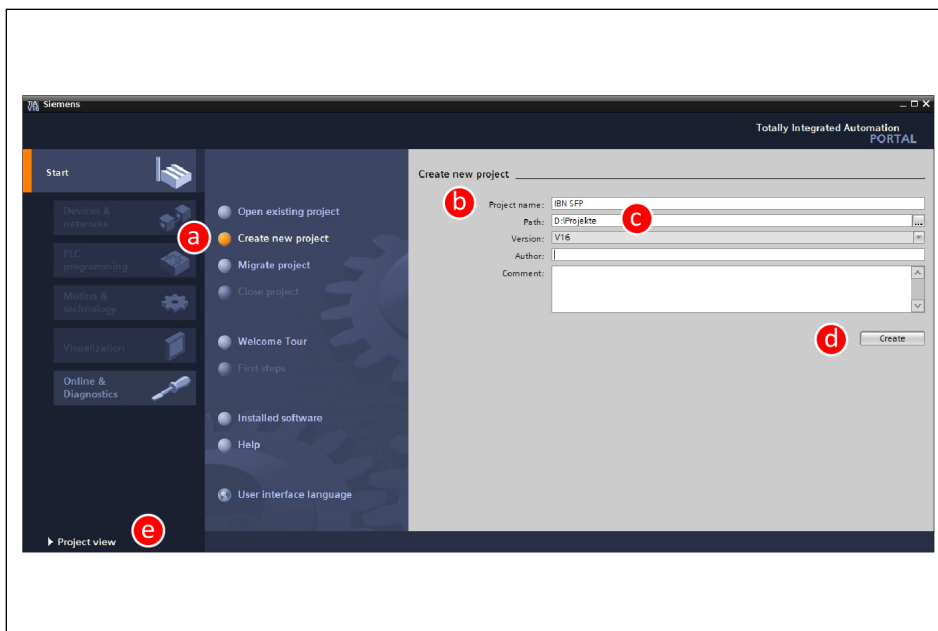 TIA
V16
Siemens
_ □ X
Totally Integrated Automation
PORTAL
Start
Devices &
networks
PLC
programming
Motion &
technology
Visualization
Online &
Diagnostics
Project view
e
a
Open existing project
Create new project
Migrate project
Close project
Welcome Tour
First steps
Installed software
Help
User interface language
Create new project
b
Project name: IBN SFP
Path: D:\Projekte ...
c
Version: V16
Author:
Comment:
d
Create